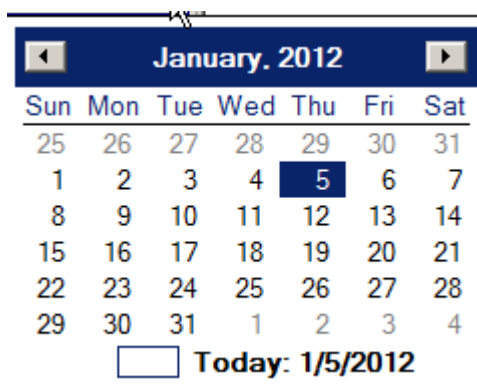 January, 2012
Sun Mon Tue Wed Thu Fri Sat
25 26 27 28 29 30 31
1 2 3 4 5 6 7
8 9 10 11 12 13 14
15 16 17 18 19 20 21
22 23 24 25 26 27 28
29 30 31 1 2 3 4
Today: 1/5/2012